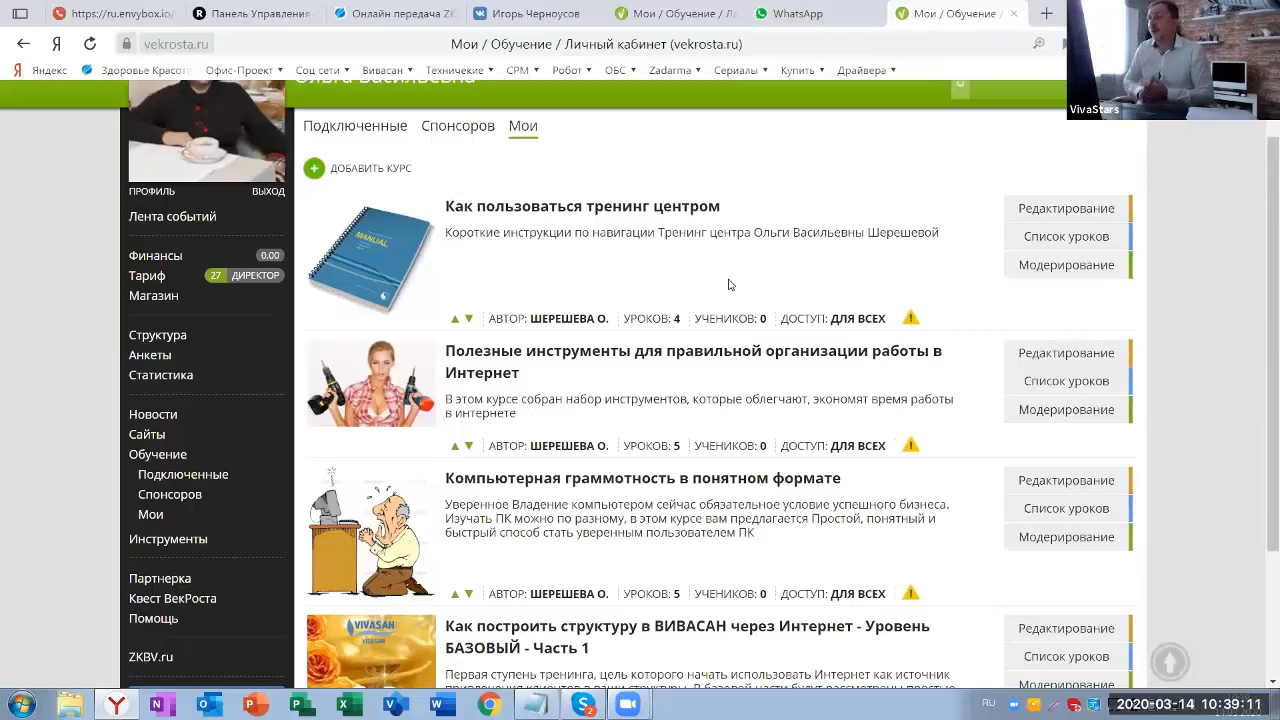 ru.envybox.io
Панель Управления
Онлайн передача ZK
Игорь Черешуов
Мои / Обучение / Л
WhatsApp
Мои / Обучение /
vekrosta.ru
Мои / Обучение / Личный кабинет (vekrosta.ru)
Яндекс
Здоровье Красота
Офис-Проект
Соц сети
Вивасан
Технические
СРМ
Хост
ОБС
Zadarma
Сериалы
Купить
Драйвера
VivaStars
Ольга Васильевна
Подключенные Спонсоров Мои
ДОБАВИТЬ КУРС
ПРОФИЛЬ ВЫХОД
Лента событий
Финансы 0,00
Тариф 27 ДИРЕКТОР
Магазин
Структура
Анкеты
Статистика
Новости
Сайты
Обучение
Подключенные
Спонсоров
Мои
Инструменты
Партнерка
Квест ВекРоста
Помощь
ZKBV.ru
MANUAL
Как пользоваться тренинг центром
Короткие инструкции по навигации Тренинг центра Ольги Васильевны Шерешевой
АВТОР: ШЕРЕШЕВА О. УРОКОВ: 4 УЧЕНИКОВ: 0 ДОСТУП: ДЛЯ ВСЕХ
Редактирование
Список уроков
Модерирование
Полезные инструменты для правильной организации работы в
Интернет
В этом курсе собран набор инструментов, которые облегчают, экономят время работы
в интернете
АВТОР: ШЕРЕШЕВА О. УРОКОВ: 5 УЧЕНИКОВ: 0 ДОСТУП: ДЛЯ ВСЕХ
Редактирование
Список уроков
Модерирование
Компьютерная граммотность в понятном формате
Уверенное Владение компьютером сейчас обязательное условие успешного бизнеса.
Изучать ПК можно по разному, в этом курсе вам предлагается Простой, понятный и
быстрый способ стать уверенным пользователем ПК
АВТОР: ШЕРЕШЕВА О. УРОКОВ: 5 УЧЕНИКОВ: 0 ДОСТУП: ДЛЯ ВСЕХ
Редактирование
Список уроков
Модерирование
VIVASAN
Как построить структуру в ВИВАСАН через Интернет - Уровень
БАЗОВЫЙ - Часть 1
Первая ступень тренинга, цель которого начать использовать Интернет как источник
Редактирование
Список уроков
Модерирование
RU
2020-03-14 10:39:11